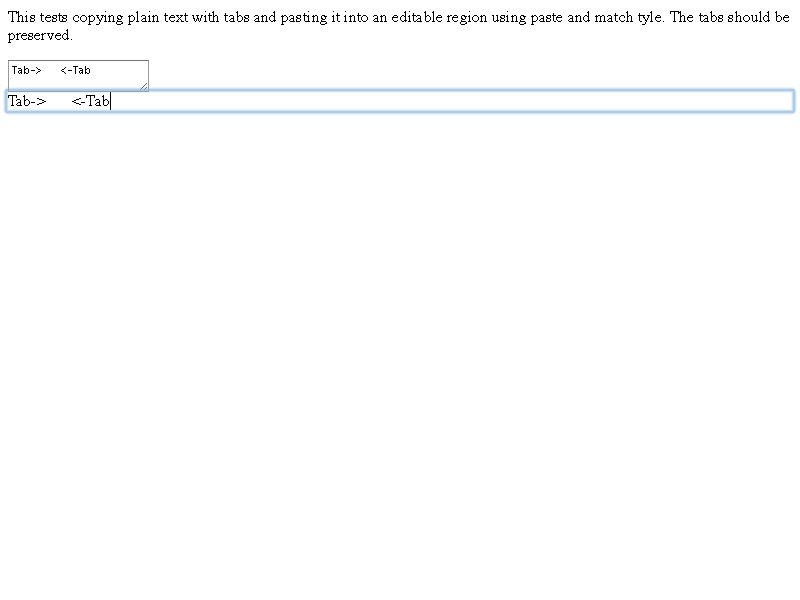 This tests copying plain text with tabs and pasting it into an editable region using paste and match tyle. The tabs should be
preserved.
Tab->	<-Tab
Tab->	<-Tab